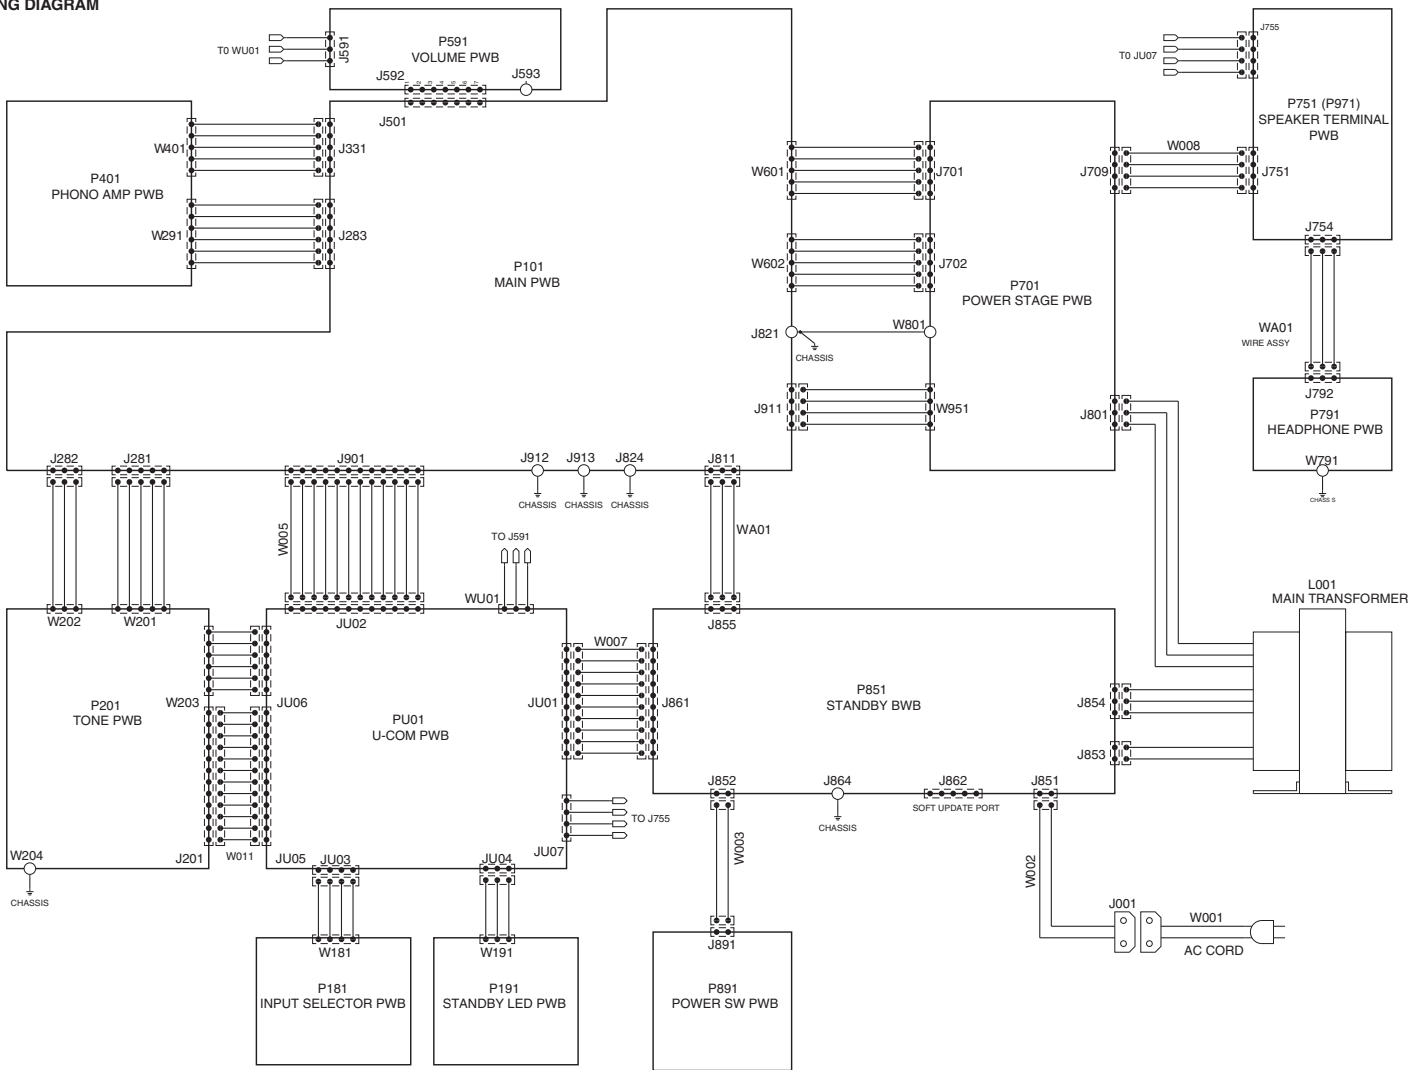 NG DIAGRAM
T0 WU01
J591
P591
VOLUME PWB
J592
1 2 3 4 5 6 7
J593
J501
J755
T0 JU07
P751 (P971)
SPEAKER TERMINAL
PWB
W401
J331
P401
PHONO AMP PWB
W291
J283
W601
J701
J709
W008
J751
P101
MAIN PWB
W602
J702
P701
POWER STAGE PWB
J754
J821
W801
CHASSIS
WA01
WIRE ASSY
J911
W951
J801
J792
P791
HEADPHONE PWB
W791
CHASS S
J282
J281
J901
J912
J913
J824
J811
CHASSIS
CHASSIS
CHASSIS
W005
TO J591
WA01
L001
MAIN TRANSFORMER
W202
W201
JU02
WU01
J855
W007
P201
TONE PWB
W203
JU06
PU01
U-COM PWB
JU01
J861
P851
STANDBY BWB
J854
J853
J852
J864
J862
J851
SOFT UPDATE PORT
CHASSIS
TO J755
JU07
W003
W002
W204
J201
W011
JU05
JU03
JU04
CHASSIS
J001
W001
AC CORD
W181
W191
J891
P181
INPUT SELECTOR PWB
P191
STANDBY LED PWB
P891
POWER SW PWB